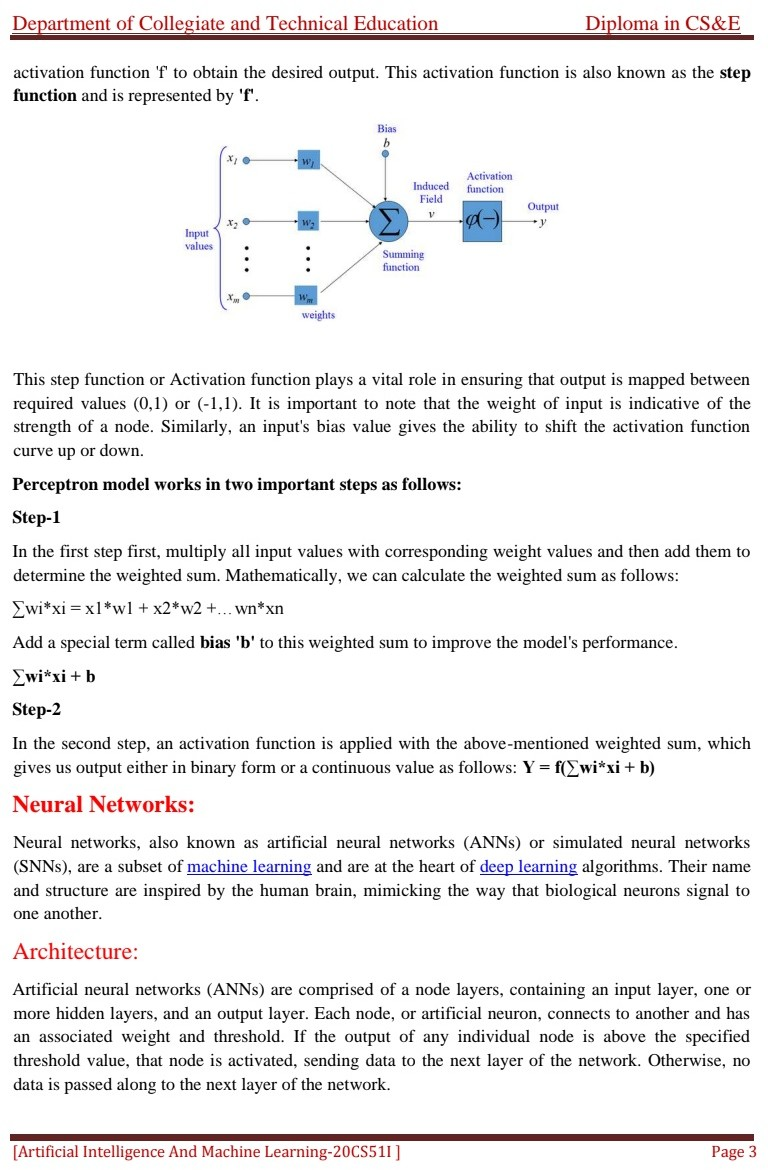 Department of Collegiate and Technical Education Diploma in CS&E
activation function 'f' to obtain the desired output. This activation function is also known as the step
function and is represented by 'f'.
Bias
b
x1 w1
Activation
function
Induced
Field
v
Output
y
x2 w2
∑
φ(−)
Input
values
Summing
function
xm wm
weights
This step function or Activation function plays a vital role in ensuring that output is mapped between
required values (0,1) or (-1,1). It is important to note that the weight of input is indicative of the
strength of a node. Similarly, an input's bias value gives the ability to shift the activation function
curve up or down.
Perceptron model works in two important steps as follows:
Step-1
In the first step first, multiply all input values with corresponding weight values and then add them to
determine the weighted sum. Mathematically, we can calculate the weighted sum as follows:
∑wi*xi = x1*w1 + x2*w2 +… wn*xn
Add a special term called bias 'b' to this weighted sum to improve the model's performance.
∑wi*xi + b
Step-2
In the second step, an activation function is applied with the above-mentioned weighted sum, which
gives us output either in binary form or a continuous value as follows: Y = f(∑wi*xi + b)
Neural Networks:
Neural networks, also known as artificial neural networks (ANNs) or simulated neural networks
(SNNs), are a subset of machine learning and are at the heart of deep learning algorithms. Their name
and structure are inspired by the human brain, mimicking the way that biological neurons signal to
one another.
Architecture:
Artificial neural networks (ANNs) are comprised of a node layers, containing an input layer, one or
more hidden layers, and an output layer. Each node, or artificial neuron, connects to another and has
an associated weight and threshold. If the output of any individual node is above the specified
threshold value, that node is activated, sending data to the next layer of the network. Otherwise, no
data is passed along to the next layer of the network.
[Artificial Intelligence And Machine Learning-20CS51I ] Page 3